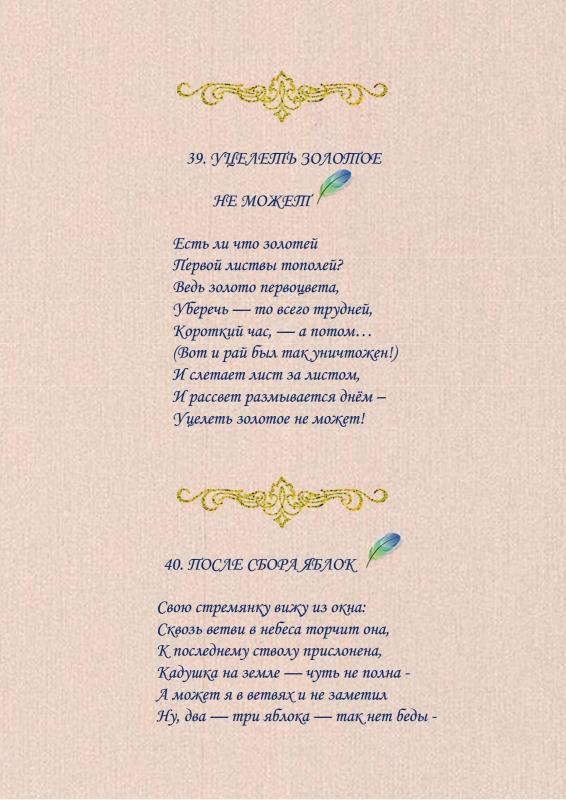 39. УЦЕЛЕТЬ ЗОЛОТОЕ
НЕ МОЖЕТ
Есть ли что золотей
Первой листвы тополей?
Ведь золото первоцвета,
Уберечь — то всего трудней,
Короткий час, — а потом…
(Вот и рай был так уничтожен!)
И слетает лист за листом,
И рассвет размывается днём –
Уцелеть золотое не может!
40. ПОСЛЕ СБОРА ЯБЛОК
Свою стремянку вижу из окна:
Сквозь ветви в небеса торчит она,
К последнему стволу прислонена,
Кадушка на земле — чуть не полна -
А может я в ветвях и не заметил
Ну, два — три яблока — так нет беды -